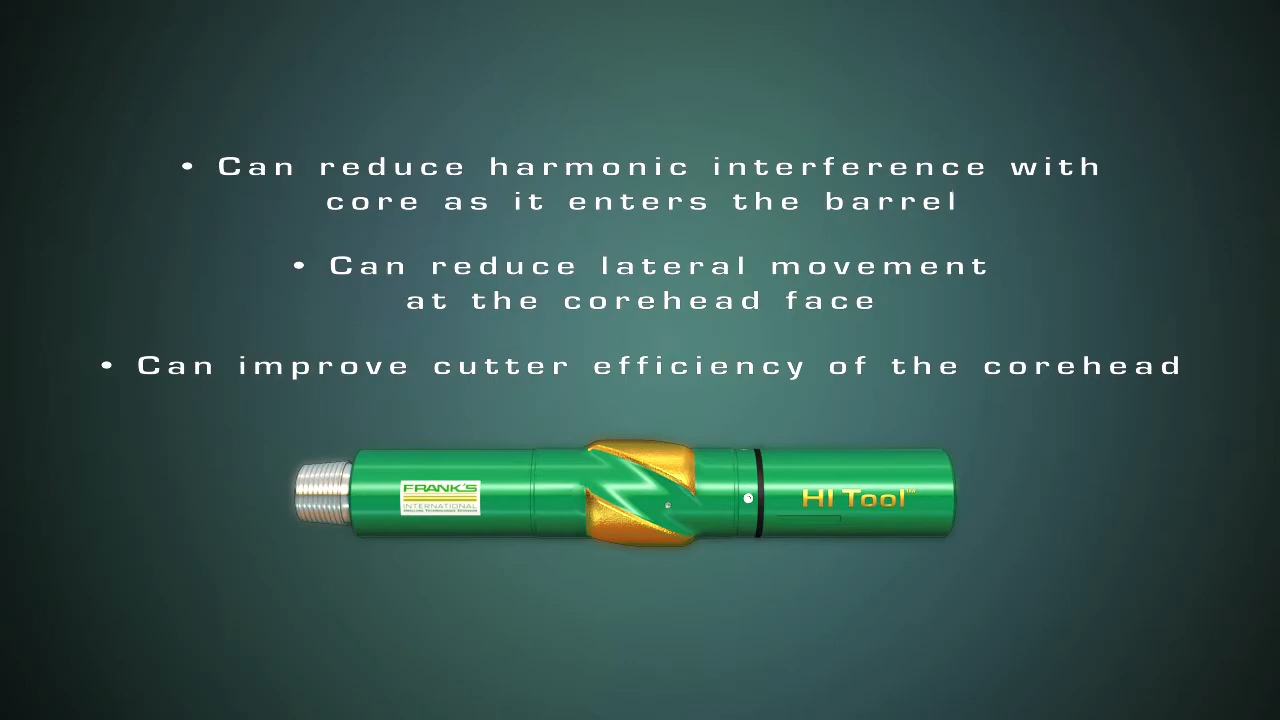 • Can reduce harmonic interference with
core as it enters the barrel
• Can reduce lateral movement
at the corehead face
• Can improve cutter efficiency of the corehead
FRANK'S
INTERNATIONAL
HI Tool™